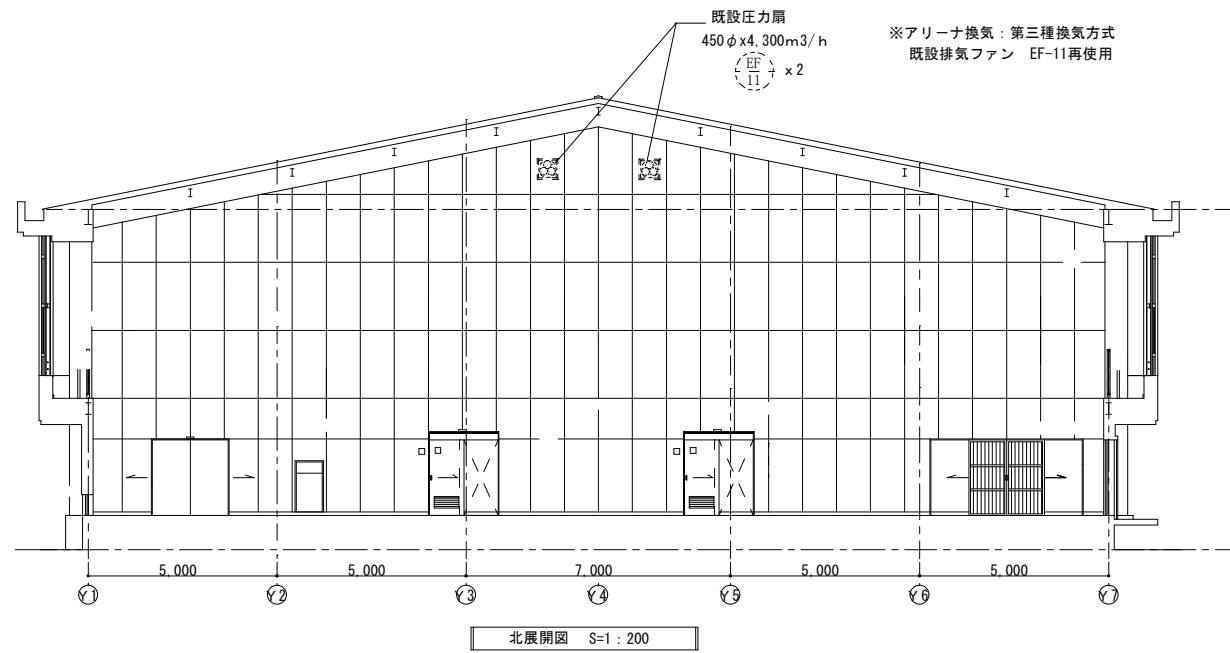 既設圧力扇
450φx4,300m3/h
EF
11
x2
※アリーナ換気：第三種換気方式
既設排気ファン EF-11再使用
5,000
5,000
7,000
5,000
5,000
Y1
Y2
Y3
Y4
Y5
Y6
Y7
北展開図 S=1：200